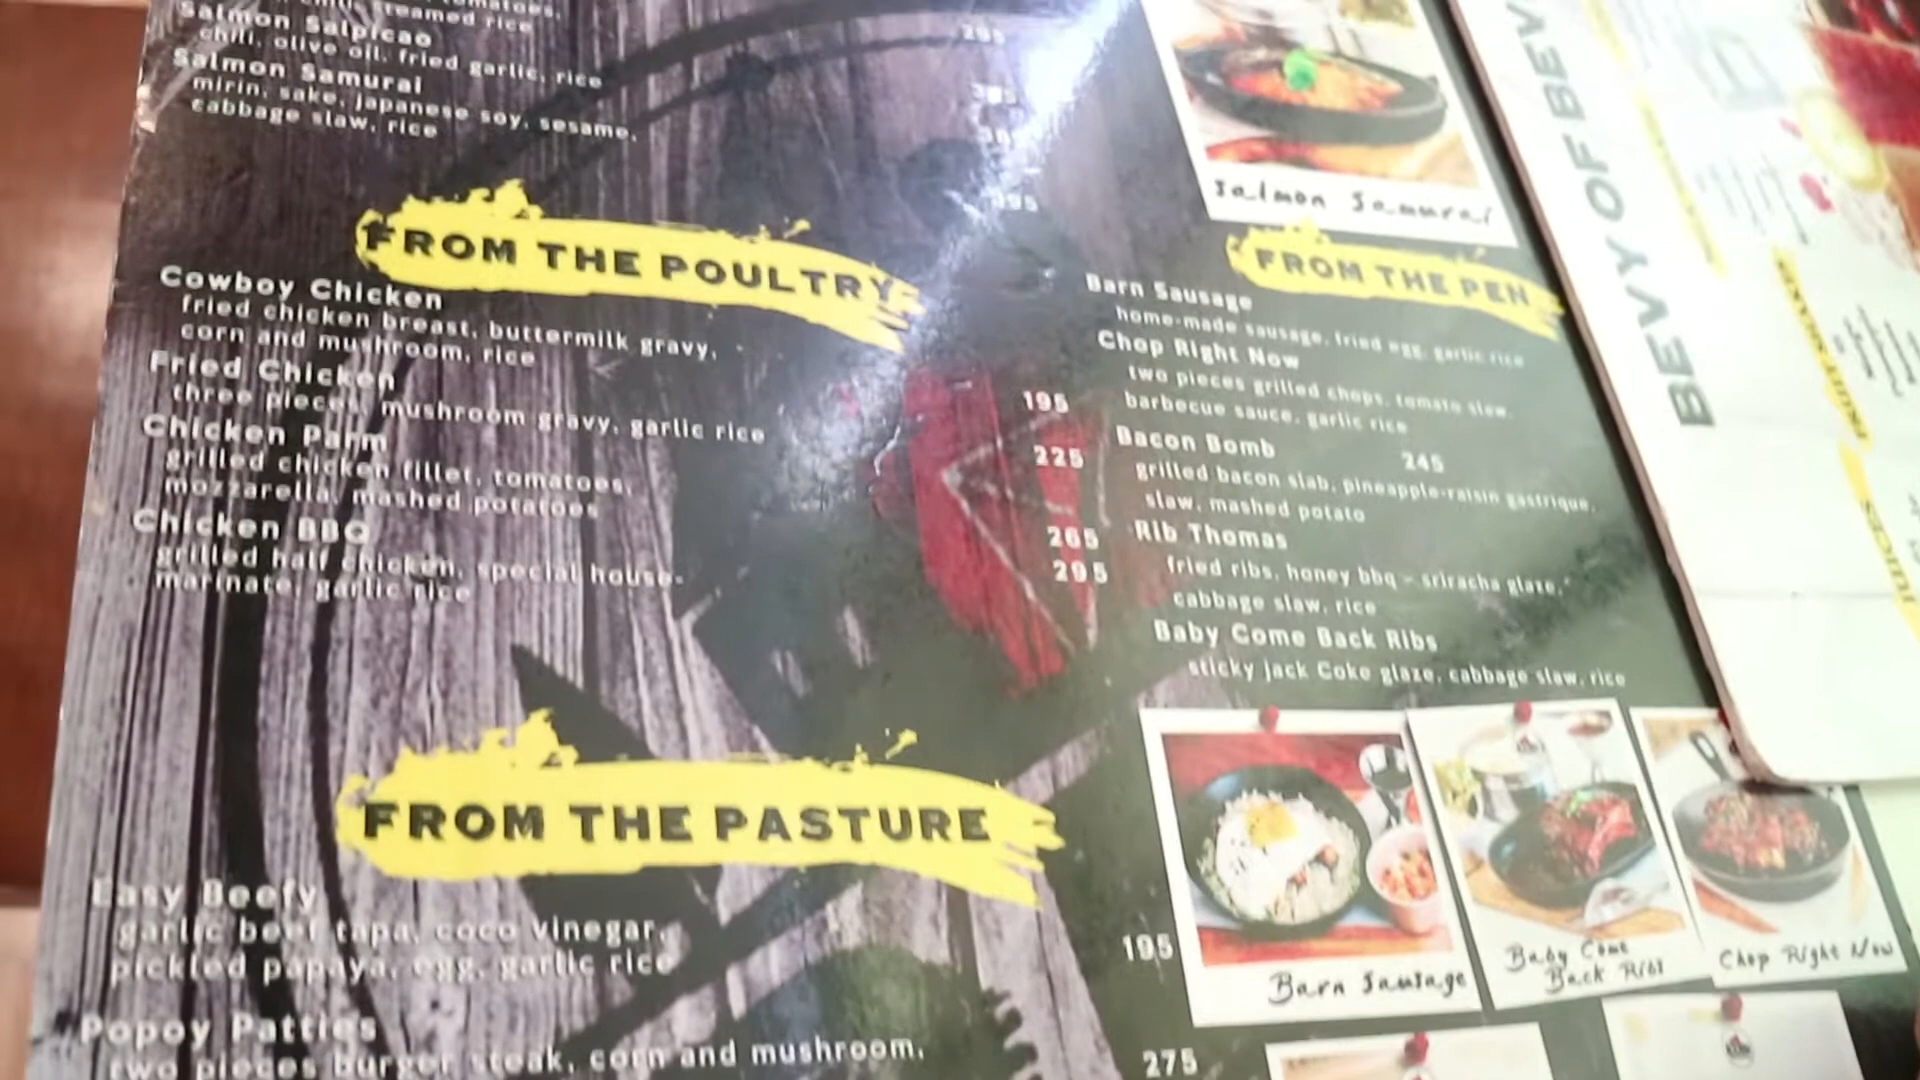 steamed rice
Salmon Salpicao
chili, olive oil, fried garlic, rice
Salmon Samurai
mirin, sake, japanese soy, sesame,
cabbage slaw, rice
295
FROM THE POULTRY
Cowboy Chicken
fried chicken breast, buttermilk gravy,
corn and mushroom, rice
195
Fried Chicken
three pieces, mushroom gravy, garlic rice
225
Chicken Parm
grilled chicken fillet, tomatoes,
mozzarella, mashed potatoes
265
Chicken BBQ
grilled half chicken, special house-
marinate, garlic rice
295
FROM THE PASTURE
Easy Beefy
garlic beef tapa, coco vinegar,
pickled papaya, egg, garlic rice
195
Popoy Patties
two pieces burger steak, corn and mushroom,
275
Salmon Samurai
FROM THE PEN
Barn Sausage
home-made sausage, fried egg, garlic rice
Chop Right Now
two pieces grilled chops, tomato slaw,
barbecue sauce, garlic rice
Bacon Bomb
245
grilled bacon slab, pineapple-raisin gastrique,
slaw, mashed potato
Rib Thomas
fried ribs, honey bbq - sriracha glaze,
cabbage slaw, rice
Baby Come Back Ribs
sticky jack Coke glaze, cabbage slaw, rice
Barn Sausage
Baby Come
Back Ribs
Chop Right Now
BEVY OF BEV
JUICES